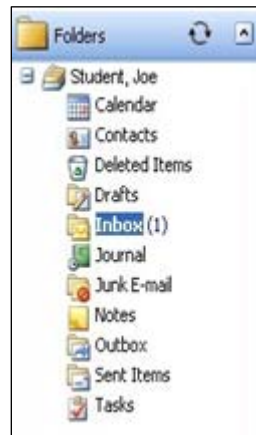 Folders
Student, Joe
Calendar
Contacts
Deleted Items
Drafts
Inbox (1)
Journal
Junk E-mail
Notes
Outbox
Sent Items
Tasks